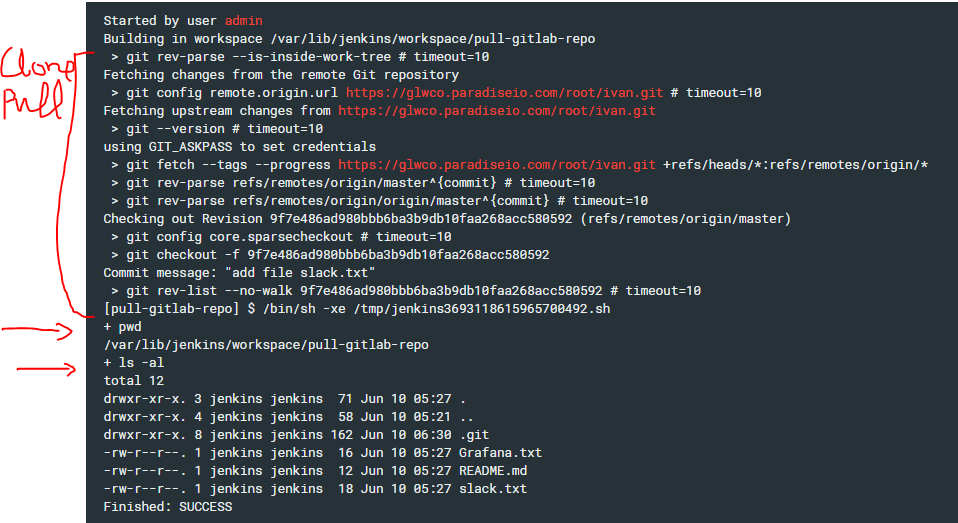 Clone
Pull
Started by user admin
Building in workspace /var/lib/jenkins/workspace/pull-gitlab-repo
> git rev-parse --is-inside-work-tree # timeout=10
Fetching changes from the remote Git repository
> git config remote.origin.url https://glwco.paradiseio.com/root/ivan.git # timeout=10
Fetching upstream changes from https://glwco.paradiseio.com/root/ivan.git
> git --version # timeout=10
using GIT_ASKPASS to set credentials
> git fetch --tags --progress https://glwco.paradiseio.com/root/ivan.git +refs/heads/*:refs/remotes/origin/*
> git rev-parse refs/remotes/origin/master^{commit} # timeout=10
> git rev-parse refs/remotes/origin/origin/master^{commit} # timeout=10
Checking out Revision 9f7e486ad980bbb6ba3b9db10faa268acc580592 (refs/remotes/origin/master)
> git config core.sparsecheckout # timeout=10
> git checkout -f 9f7e486ad980bbb6ba3b9db10faa268acc580592
Commit message: "add file slack.txt"
> git rev-list --no-walk 9f7e486ad980bbb6ba3b9db10faa268acc580592 # timeout=10
[pull-gitlab-repo] $ /bin/sh -xe /tmp/jenkins3693118615965700492.sh
+ pwd
/var/lib/jenkins/workspace/pull-gitlab-repo
+ ls -al
total 12
drwxr-xr-x. 3 jenkins jenkins  71 Jun 10 05:27 .
drwxr-xr-x. 4 jenkins jenkins  58 Jun 10 05:21 ..
drwxr-xr-x. 8 jenkins jenkins 162 Jun 10 06:30 .git
-rw-r--r--. 1 jenkins jenkins  16 Jun 10 05:27 Grafana.txt
-rw-r--r--. 1 jenkins jenkins  12 Jun 10 05:27 README.md
-rw-r--r--. 1 jenkins jenkins  18 Jun 10 05:27 slack.txt
Finished: SUCCESS